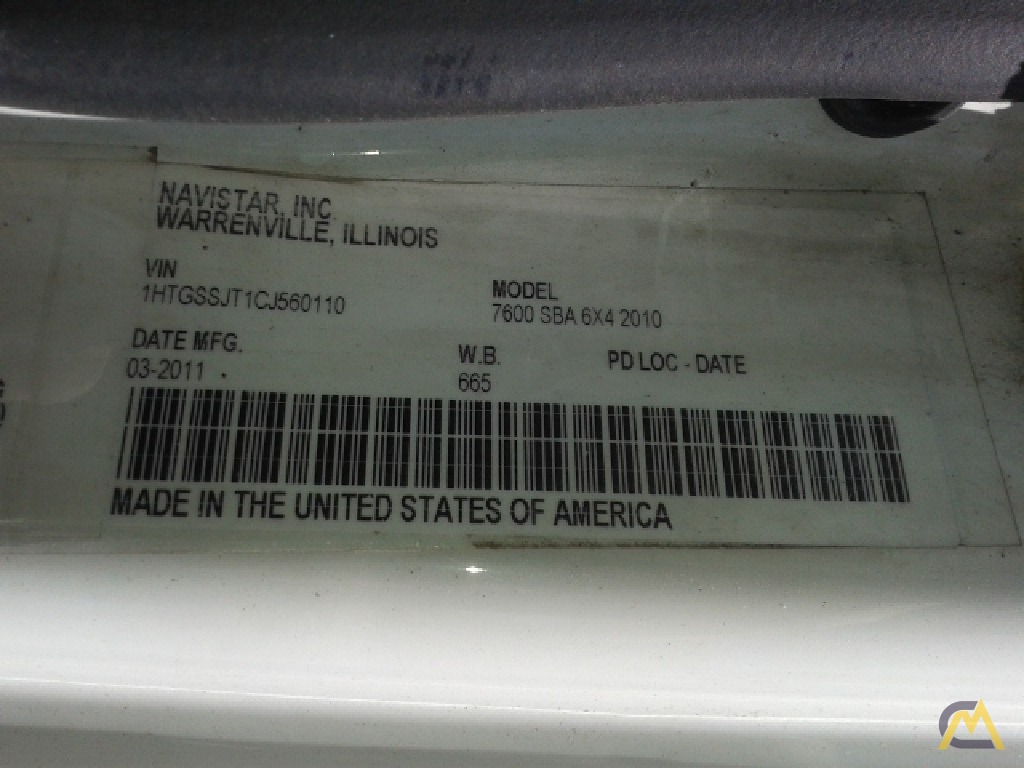 NAVISTAR, INC.
WARRENVILLE, ILLINOIS
VIN
1HTGSSJT1CJ560110
MODEL
7600 SBA 6X4 2010
DATE MFG.
03-2011
W.B.
665
PD LOC - DATE
MADE IN THE UNITED STATES OF AMERICA